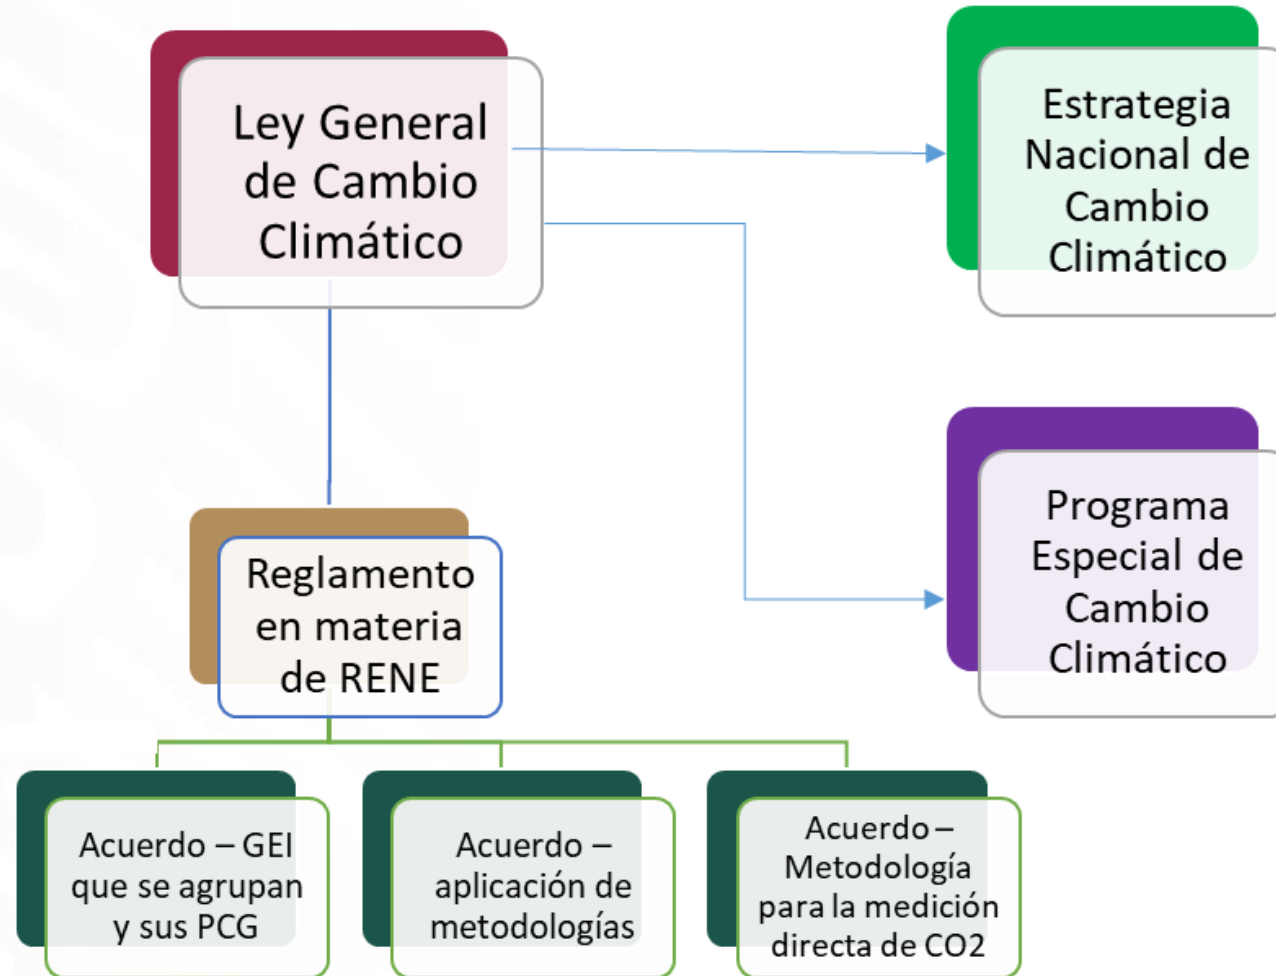 Ley General
de Cambio
Climático
Estrategia
Nacional de
Cambio
Climático
Programa
Especial de
Cambio
Climático
Reglamento
en materia
de RENE
Acuerdo – GEI
que se agrupan
y sus PCG
Acuerdo –
aplicación de
metodologías
Acuerdo –
Metodología
para la medición
directa de CO2